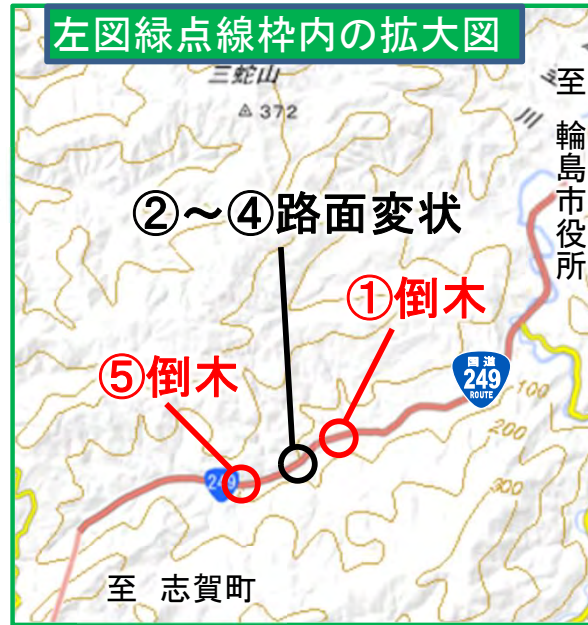 左図緑点線枠内の拡大図
三蛇山
372
川
至 輪島市役所
②～④路面変状
①倒木
⑤倒木
国道
249
ROUTE
100
200
300
249
至 志賀町